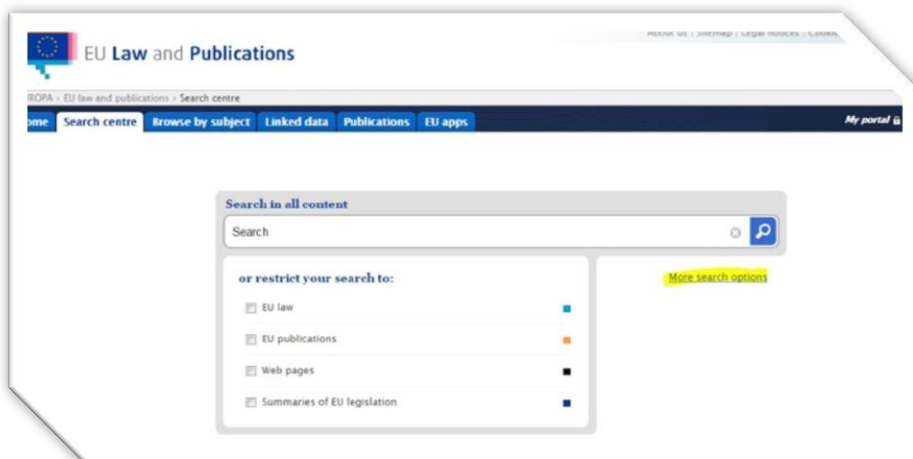 About us | Sitemap | Legal notices | Cookie
EU Law and Publications
ROPA › EU law and publications › Search centre
ome Search centre Browse by subject Linked data Publications EU apps My portal
Search in all content
Search
or restrict your search to:
More search options
EU law
EU publications
Web pages
Summaries of EU legislation